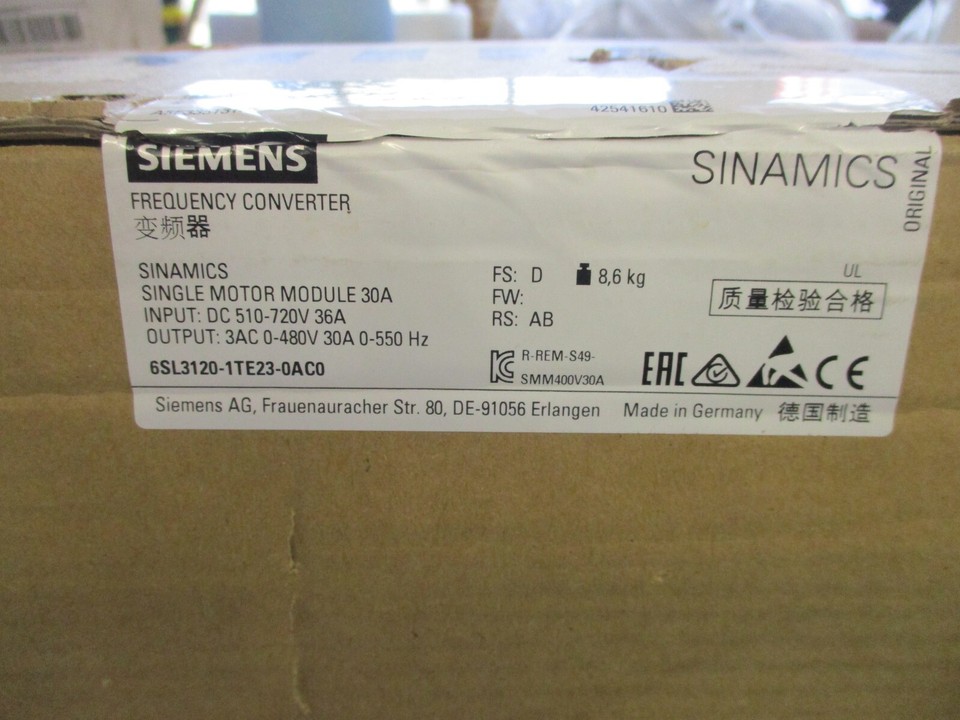 42541610
SIEMENS
SINAMICS
ORIGINAL
FREQUENCY CONVERTER
变频器
SINAMICS
SINGLE MOTOR MODULE 30A
INPUT: DC 510-720V 36A
OUTPUT: 3AC 0-480V 30A 0-550 Hz
6SL3120-1TE23-0AC0
FS: D 8,6 kg
FW:
RS: AB
UL
质量检验合格
R-REM-S49-
SMM400V30A
EAC CE
Siemens AG, Frauenauracher Str. 80, DE-91056 Erlangen Made in Germany 德国制造